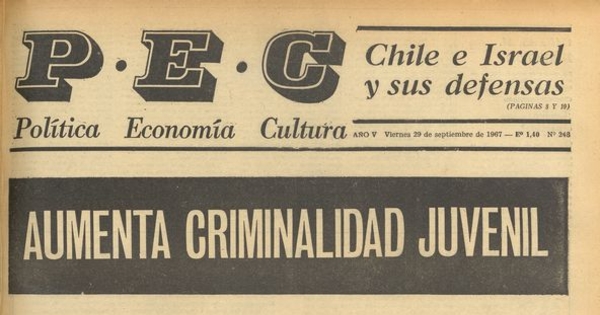 P·E·C
Política Economía Cultura
Chile e Israel
y sus defensas
(PAGINAS 8 Y 10)
AÑO V Viernes 29 de septiembre de 1967 — Eº 1,40 Nº 248
AUMENTA CRIMINALIDAD JUVENIL